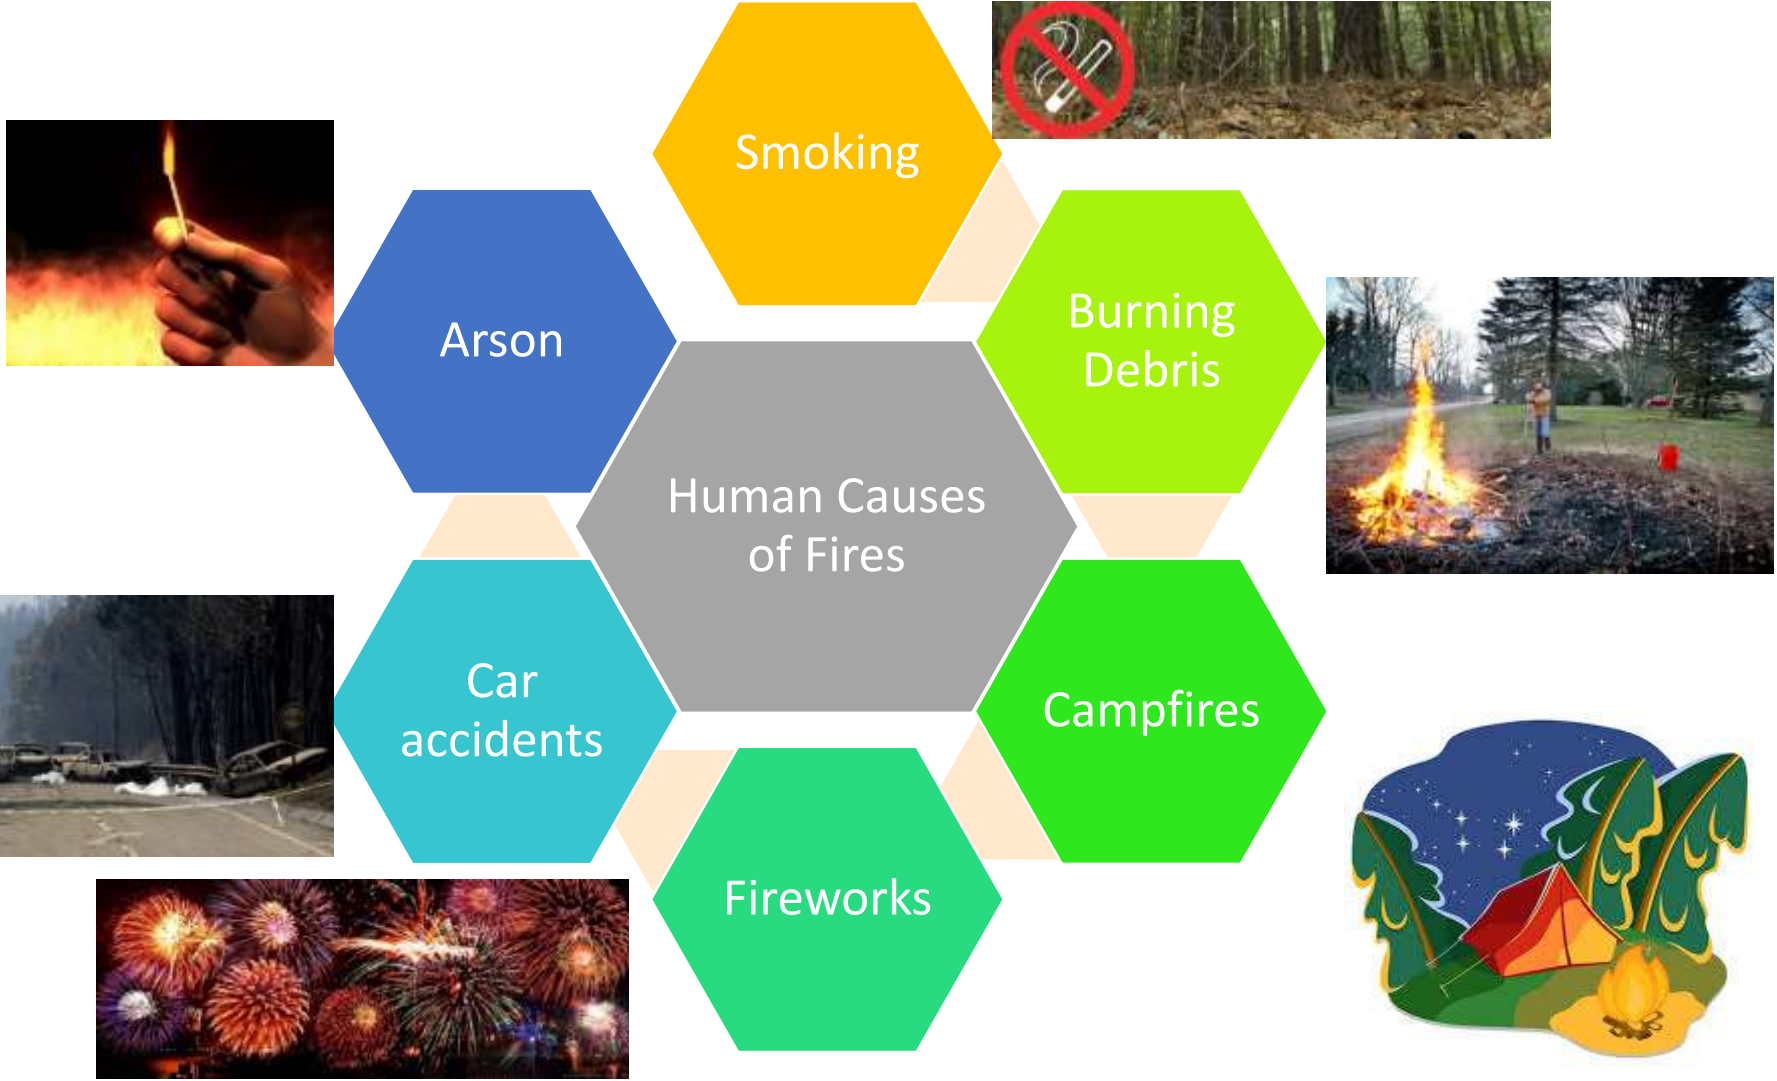 Smoking
Burning
Debris
Arson
Human Causes
of Fires
Car
accidents
Campfires
Fireworks